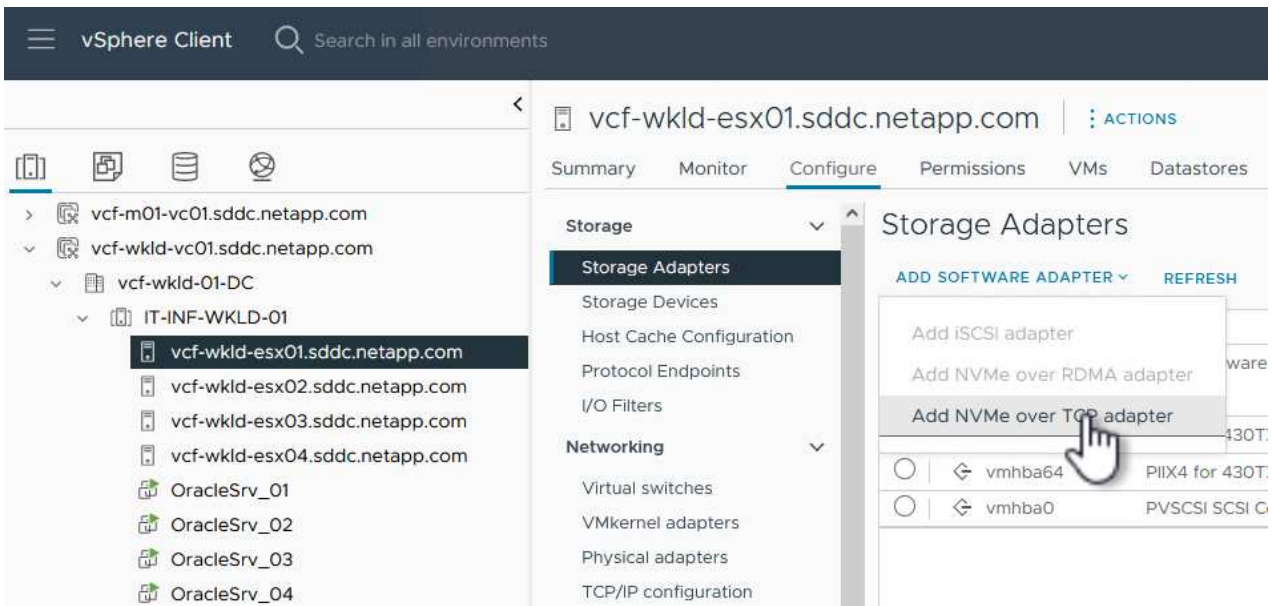 vSphere Client
Search in all environments
vcf-wkld-esx01.sddc.netapp.com
ACTIONS
Summary Monitor Configure Permissions VMs Datastores
vcf-m01-vc01.sddc.netapp.com
vcf-wkld-vc01.sddc.netapp.com
vcf-wkld-01-DC
IT-INF-WKLD-01
vcf-wkld-esx01.sddc.netapp.com
vcf-wkld-esx02.sddc.netapp.com
vcf-wkld-esx03.sddc.netapp.com
vcf-wkld-esx04.sddc.netapp.com
OracleSrv_01
OracleSrv_02
OracleSrv_03
OracleSrv_04
Storage
Storage Adapters
Storage Devices
Host Cache Configuration
Protocol Endpoints
I/O Filters
Networking
Virtual switches
VMkernel adapters
Physical adapters
TCP/IP configuration
Storage Adapters
ADD SOFTWARE ADAPTER REFRESH
Add iSCSI adapter
Add NVMe over RDMA adapter
Add NVMe over TCP adapter
ware
430T
vmhba64 PIIX4 for 430T
vmhba0 PVSCSI SCSI